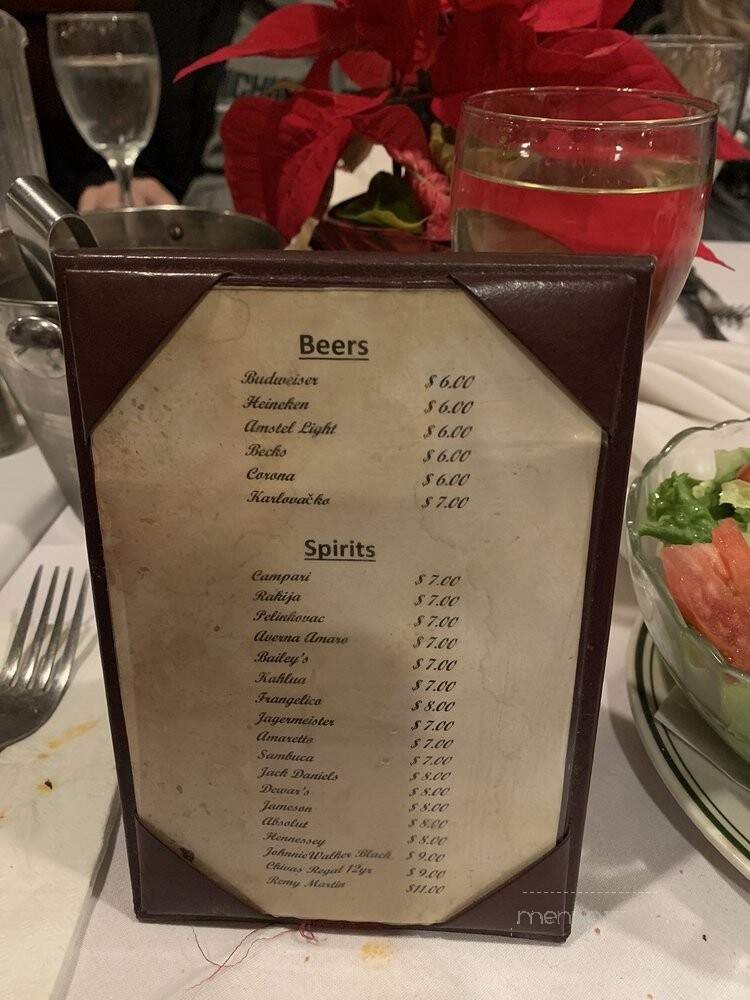 Beers
Budweiser $6.00
Heineken $6.00
Amstel Light $6.00
Becks $6.00
Corona $6.00
Karlovačko $7.00
Spirits
Campari $7.00
Rakija $7.00
Pelinkovac $7.00
Averna Amaro $7.00
Bailey's $7.00
Kahlua $7.00
Frangelico $8.00
Jagermeister $7.00
Amaretto $7.00
Sambuca $7.00
Jack Daniels $8.00
Dewar's $8.00
Jameson $8.00
Absolut $8.00
Hennessey $8.00
Johnnie Walker Black $9.00
Chivas Regal 12yr $9.00
Remy Martin $11.00